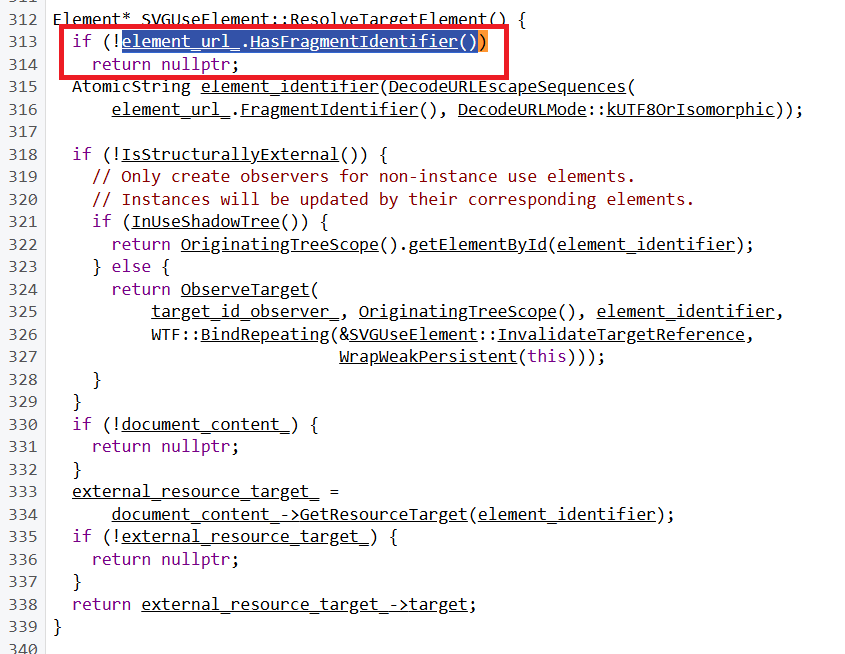 312 Element* SVGUseElement::ResolveTargetElement() {
313 if (!element_url_.HasFragmentIdentifier())
314 return nullptr;
315 AtomicString element_identifier(DecodeURLEscapeSequences(
316 element_url_.FragmentIdentifier(), DecodeURLMode::kUTF8OrIsomorphic));
317
318 if (!IsStructurallyExternal()) {
319 // Only create observers for non-instance use elements.
320 // Instances will be updated by their corresponding elements.
321 if (InUseShadowTree()) {
322 return OriginatingTreeScope().getElementById(element_identifier);
323 } else {
324 return ObserveTarget(
325 target_id_observer_, OriginatingTreeScope(), element_identifier,
326 WTF::BindRepeating(&SVGUseElement::InvalidateTargetReference,
327 WrapWeakPersistent(this)));
328 }
329 }
330 if (!document_content_) {
331 return nullptr;
332 }
333 external_resource_target_ =
334 document_content_->GetResourceTarget(element_identifier);
335 if (!external_resource_target_) {
336 return nullptr;
337 }
338 return external_resource_target_->target;
339 }
340